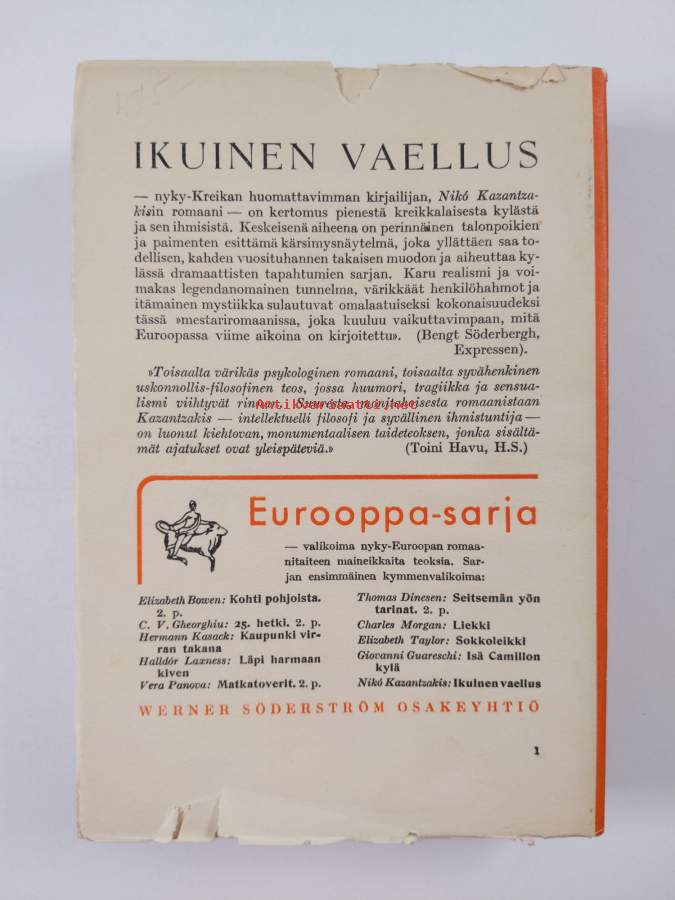 IKUINEN VAELLUS
— nyky-Kreikan huomattavimman kirjailijan, Nikó Kazantza-
kisin romaani — on kertomus pienestä kreikkalaisesta kylästä
ja sen ihmisistä. Keskeisenä aiheena on perinnäinen talonpoikien
ja paimenten esittämä kärsimysnäytelmä, joka yllättäen saa to-
dellisen, kahden vuosituhannen takaisen muodon ja aiheuttaa ky-
lässä dramaattisten tapahtumien sarjan. Karu realismi ja voi-
makas legendanomainen tunnelma, värikkäät henkilöhahmot ja
itämainen mystiikka sulautuvat omalaatuiseksi kokonaisuudeksi
tässä »mestariromaanissa, joka kuuluu vaikuttavimpaan, mitä
Euroopassa viime aikoina on kirjoitettu». (Bengt Söderbergh,
Expressen).
»Toisaalta värikäs psykologinen romaani, toisaalta syvähenkinen
uskonnollis-filosofinen teos, jossa huumori, tragiikka ja sensua-
lismi viihtyvät rinnan. Suuresta, monitahoisesta romaanistaan
Kazantzakis — intellektuelli filosofi ja syvällinen ihmistuntija —
on luonut kiehtovan, monumentaalisen taideteoksen, jonka sisältä-
mät ajatukset ovat yleispäteviä.» (Toini Havu, H.S.)
Antikvariaatti.net
Eurooppa-sarja
— valikoima nyky-Euroopan romaa-
nitaiteen maineikkaita teoksia. Sar-
jan ensimmäinen kymmenvalikoima:
Elizabeth Bowen: Kohti pohjoista.
2. p.
C. V. Gheorghiu: 25. hetki. 2. p.
Hermann Kasack: Kaupunki vir-
ran takana
Halldór Laxness: Läpi harmaan
kiven
Vera Panova: Matkatoverit. 2. p.
Thomas Dinesen: Seitsemän yön
tarinat. 2. p.
Charles Morgan: Liekki
Elizabeth Taylor: Sokkoleikki
Giovanni Guareschi: Isä Camillon
kylä
Nikó Kazantzakis: Ikuinen vaellus
WERNER SÖDERSTRÖM OSAKEYHTIÖ
1